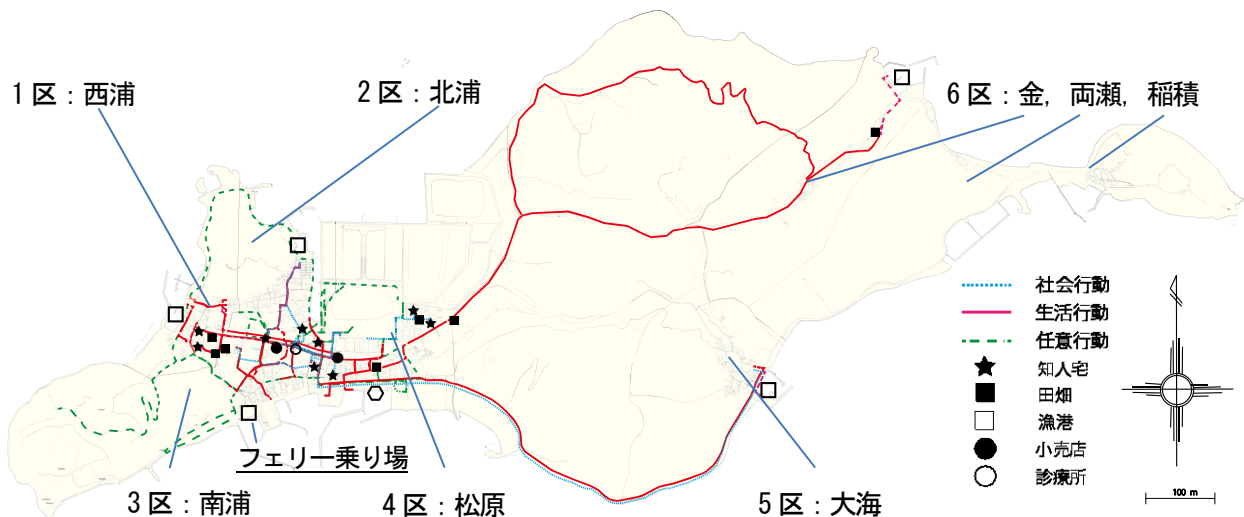 1区：西浦
2区：北浦
6区：金，両瀬，稲積
フェリー乗り場
3区：南浦
4区：松原
5区：大海
社会行動
生活行動
任意行動
知人宅
田畑
漁港
小売店
診療所
100 m